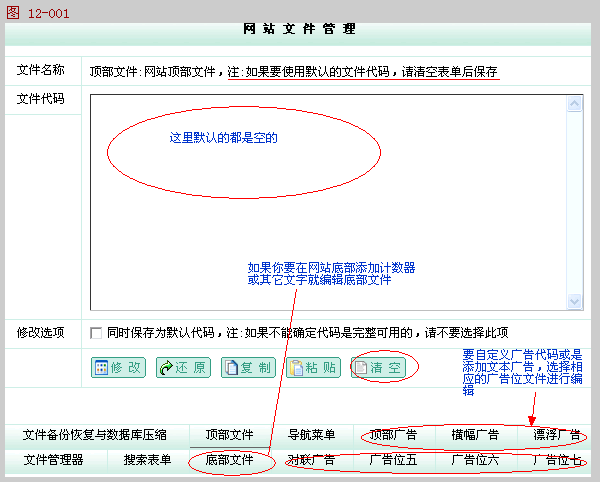 图 12-001
网 站 文 件 管 理
文件名称
顶部文件:网站顶部文件,注:如果要使用默认的文件代码,请清空表单后保存
文件代码
这里默认的都是空的
如果你要在网站底部添加计数器
或其它文字就编辑底部文件
修改选项
同时保存为默认代码,注:如果不能确定代码是完整可用的,请不要选择此项
修 改
还 原
复 制
粘 贴
清 空
要自定义广告代码或是
添加文本广告,选择相
应的广告位文件进行编
辑
文件备份恢复与数据库压缩
顶部文件
导航菜单
顶部广告
横幅广告
漂浮广告
文件管理器
搜索表单
底部文件
对联广告
广告位五
广告位六
广告位七